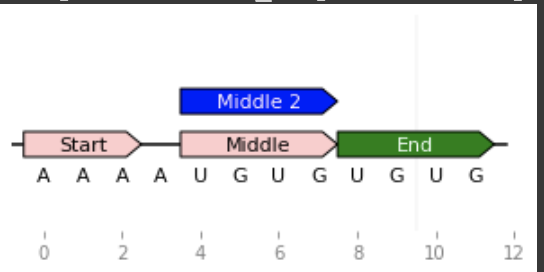 Middle 2
Start Middle End
A A A A U G U G U G U G
0 2 4 6 8 10 12